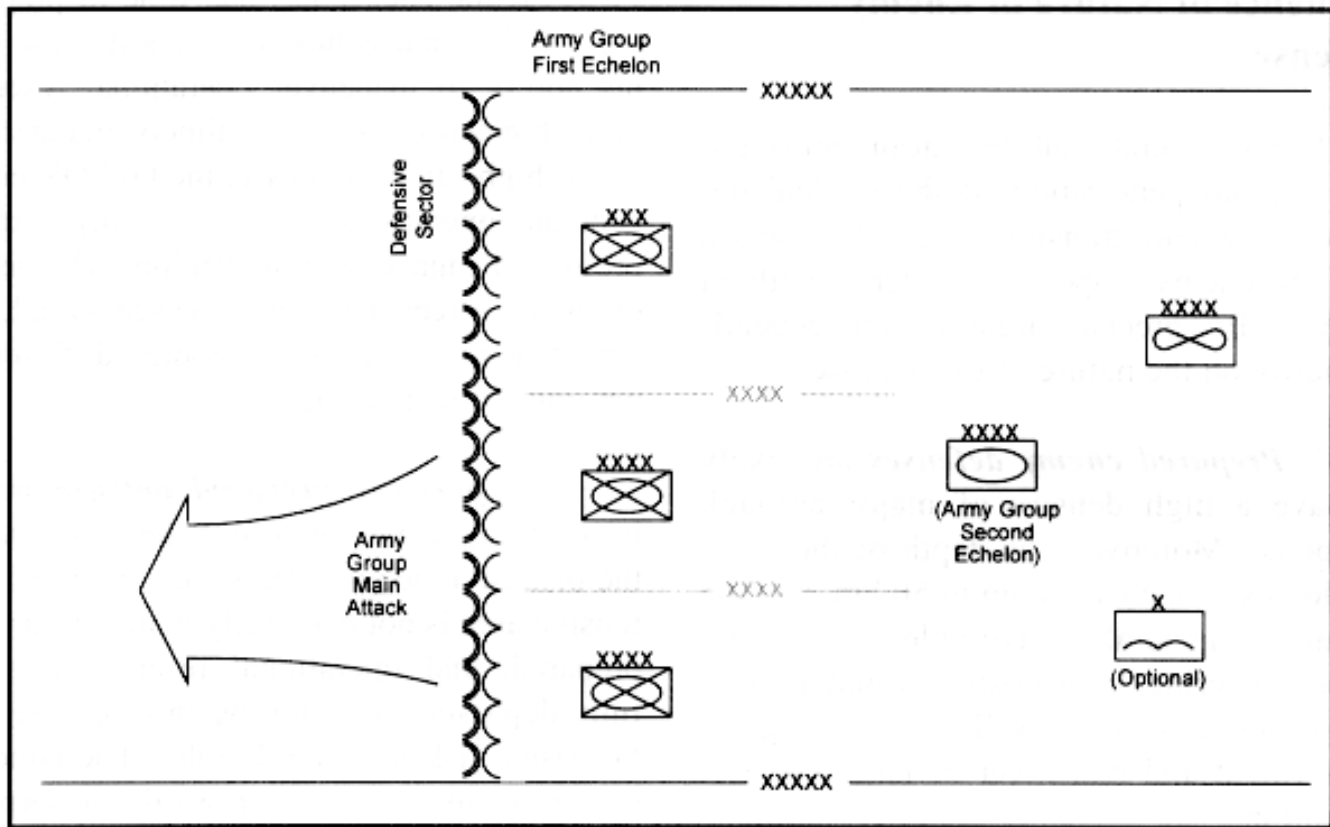 Army Group
First Echelon
XXXXX
Defensive
Sector
XXX
XXXX
XXXX
XXXX
XXXX
(Army Group
Second
Echelon)
Army
Group
Main
Attack
XXXX
X
(Optional)
XXXX
XXXXX